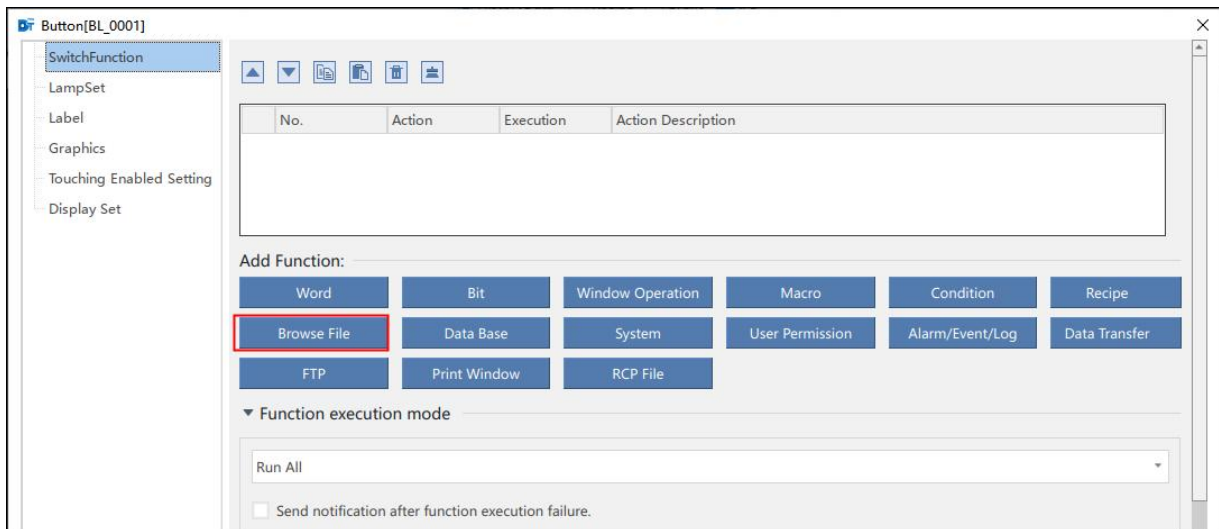 Button[BL_0001]
SwitchFunction
LampSet
Label
Graphics
Touching Enabled Setting
Display Set
No. Action Execution Action Description
Add Function:
Word Bit Window Operation Macro Condition Recipe
Browse File Data Base System User Permission Alarm/Event/Log Data Transfer
FTP Print Window RCP File
Function execution mode
Run All
Send notification after function execution failure.